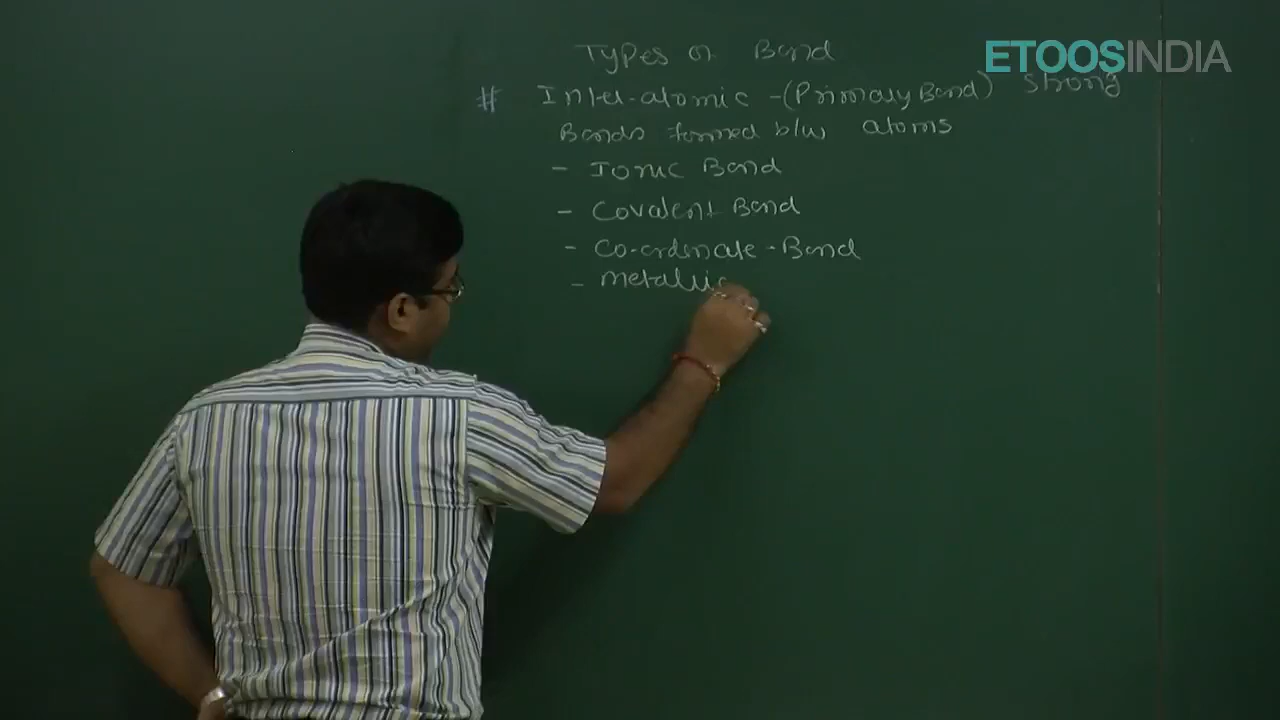 ETOOSINDIA
Types of Bond
# Inter-atomic - (Primary Bond) Strong
Bonds formed b/w atoms
- Ionic Bond
- Covalent Bond
- Co-ordinate - Bond
- Metallic